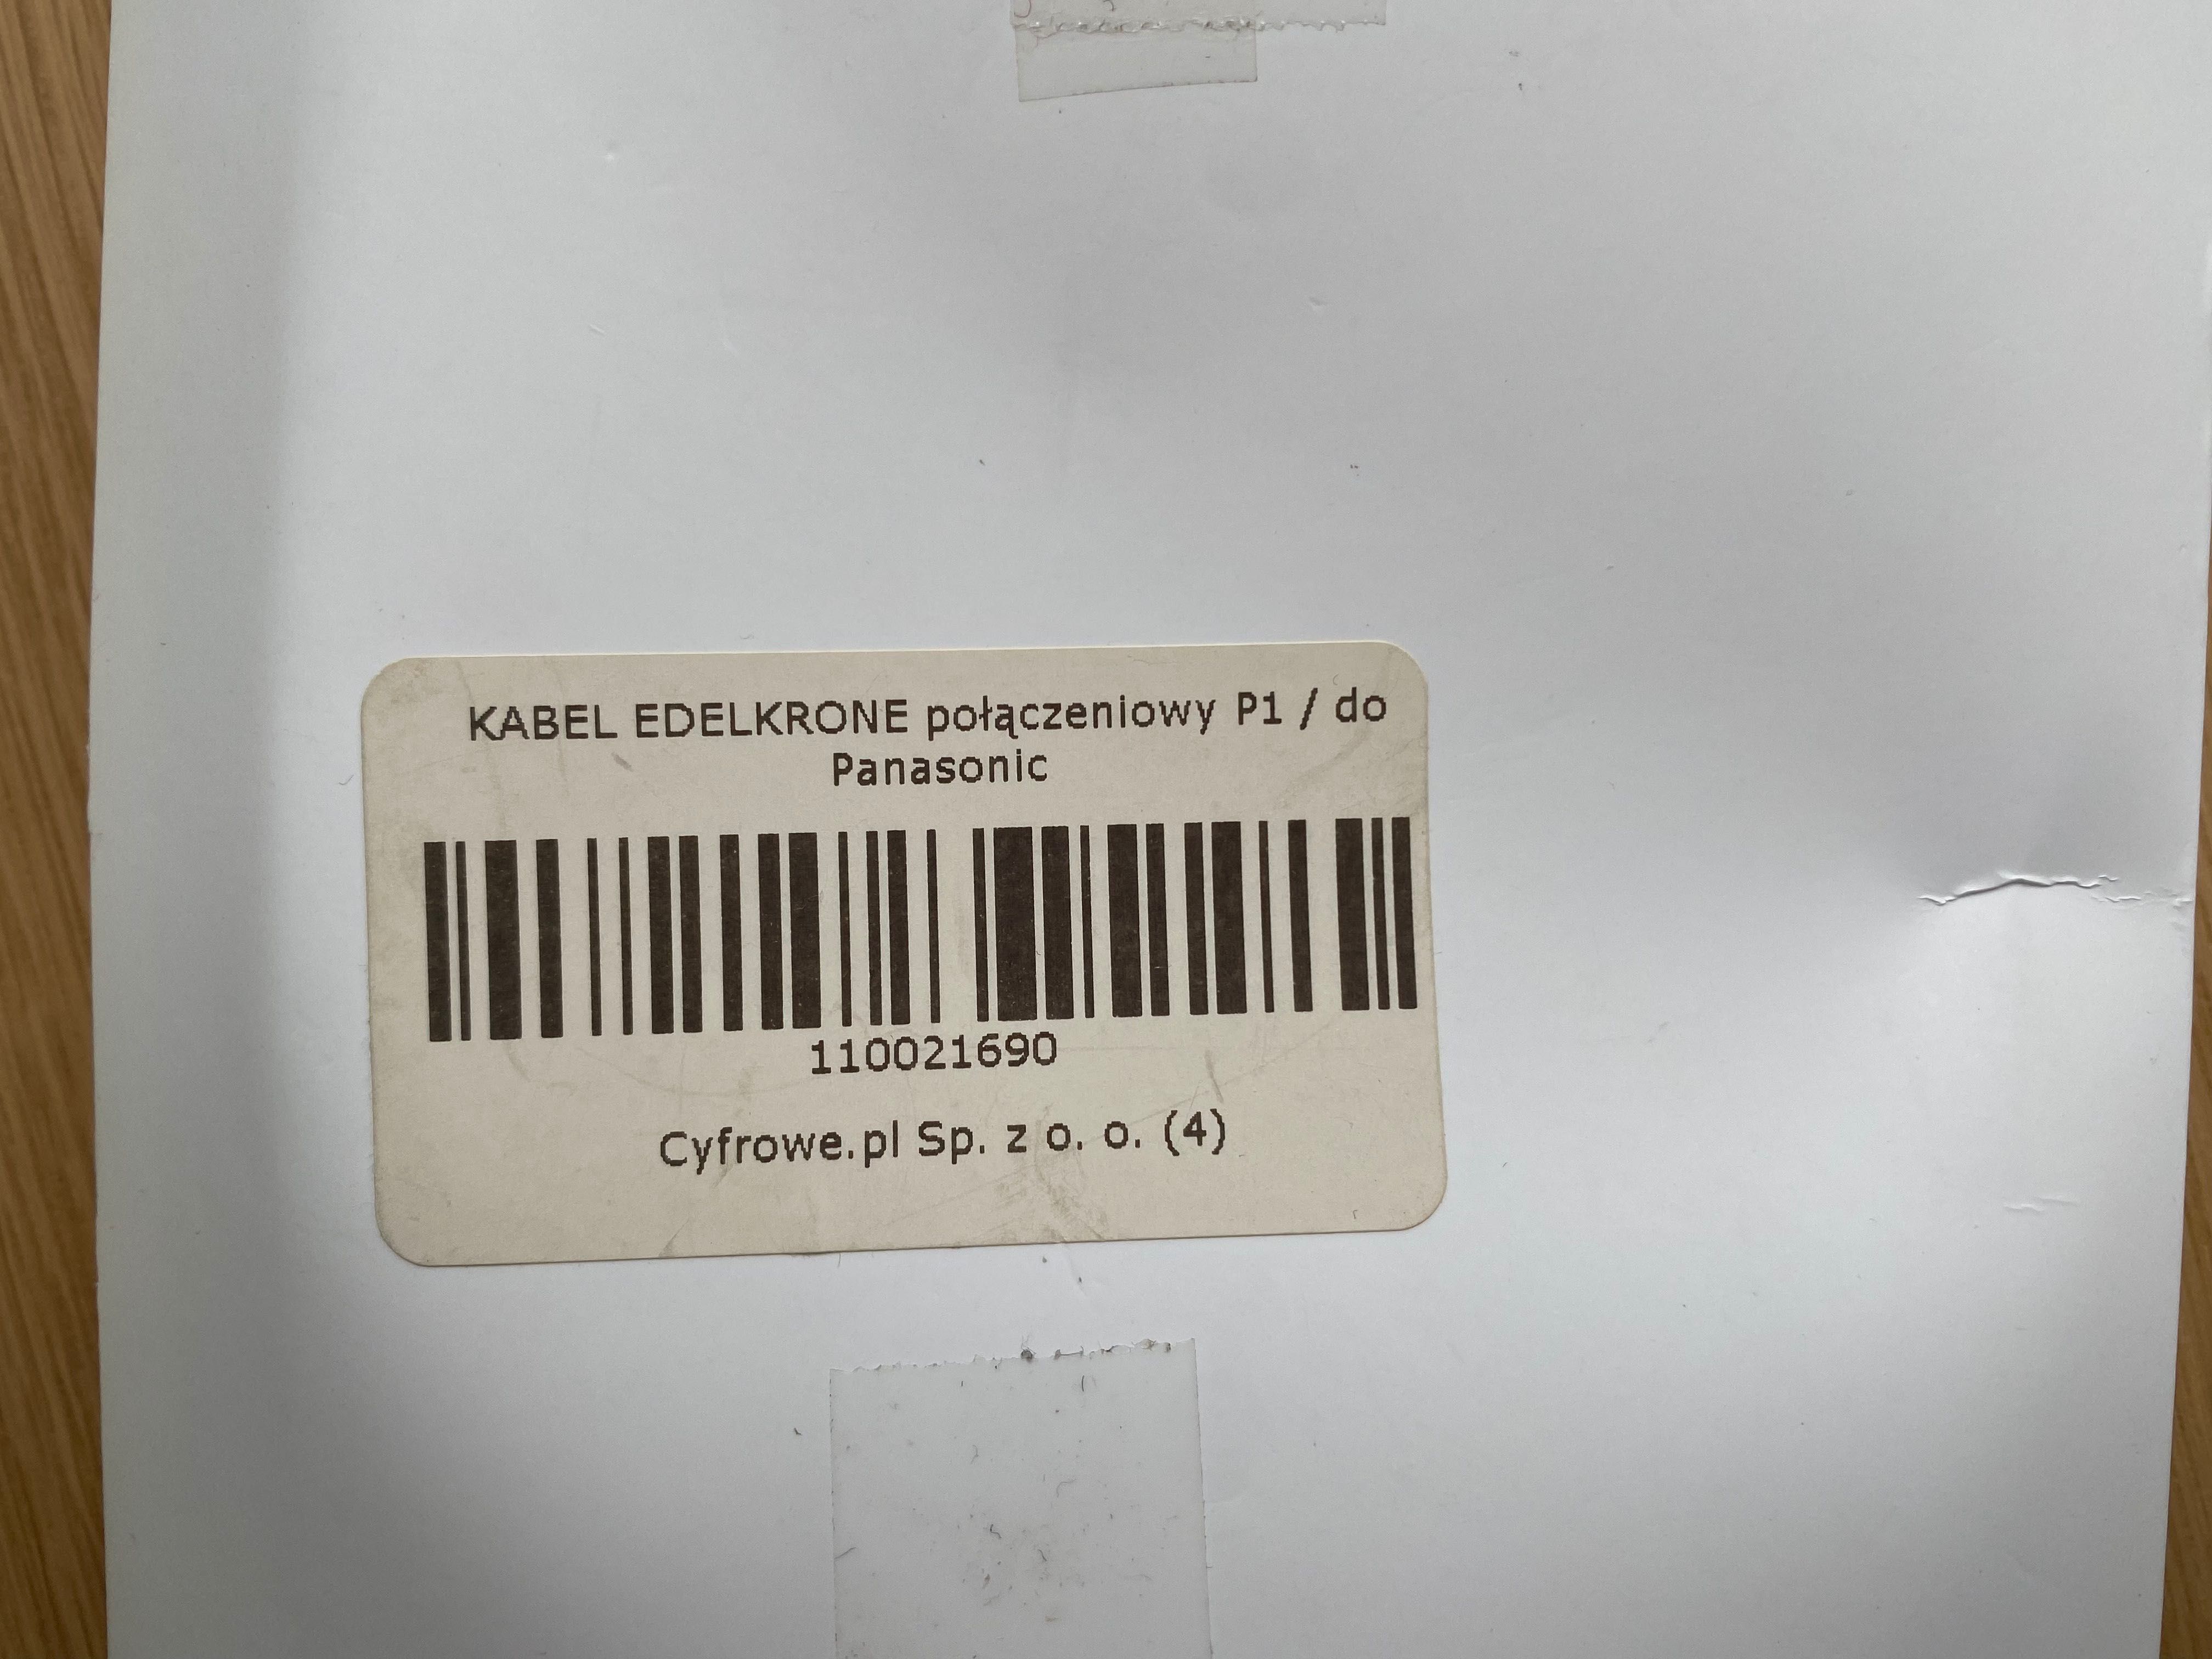 KABEL EDELKRONE połączeniowy P1 / do
Panasonic
110021690
Cyfrowe.pl Sp. z o. o. (4)